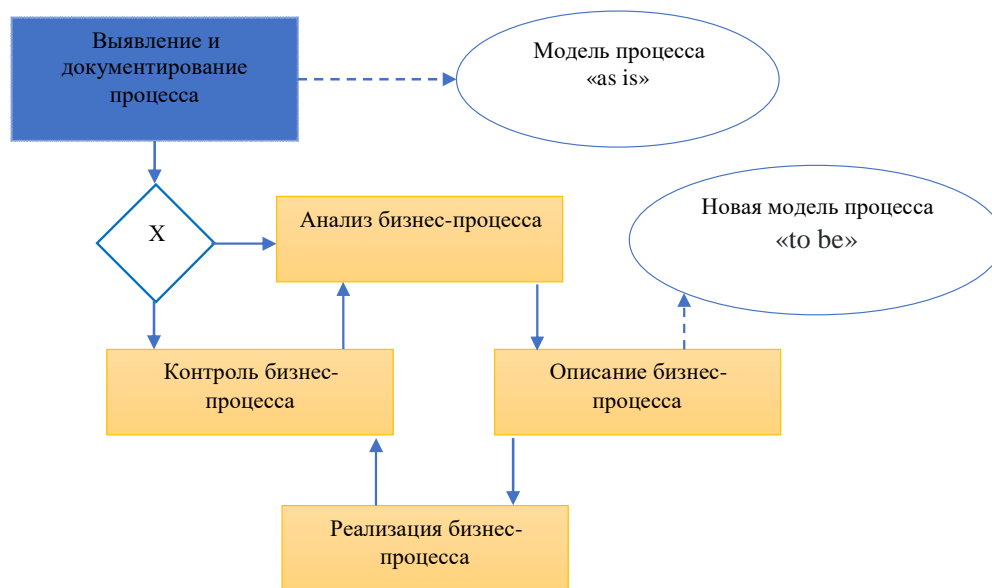 Выявление и
документирование
процесса
Модель процесса
«as is»
X
Анализ бизнес-процесса
Новая модель процесса
«to be»
Контроль бизнес-
процесса
Описание бизнес-
процесса
Реализация бизнес-
процесса